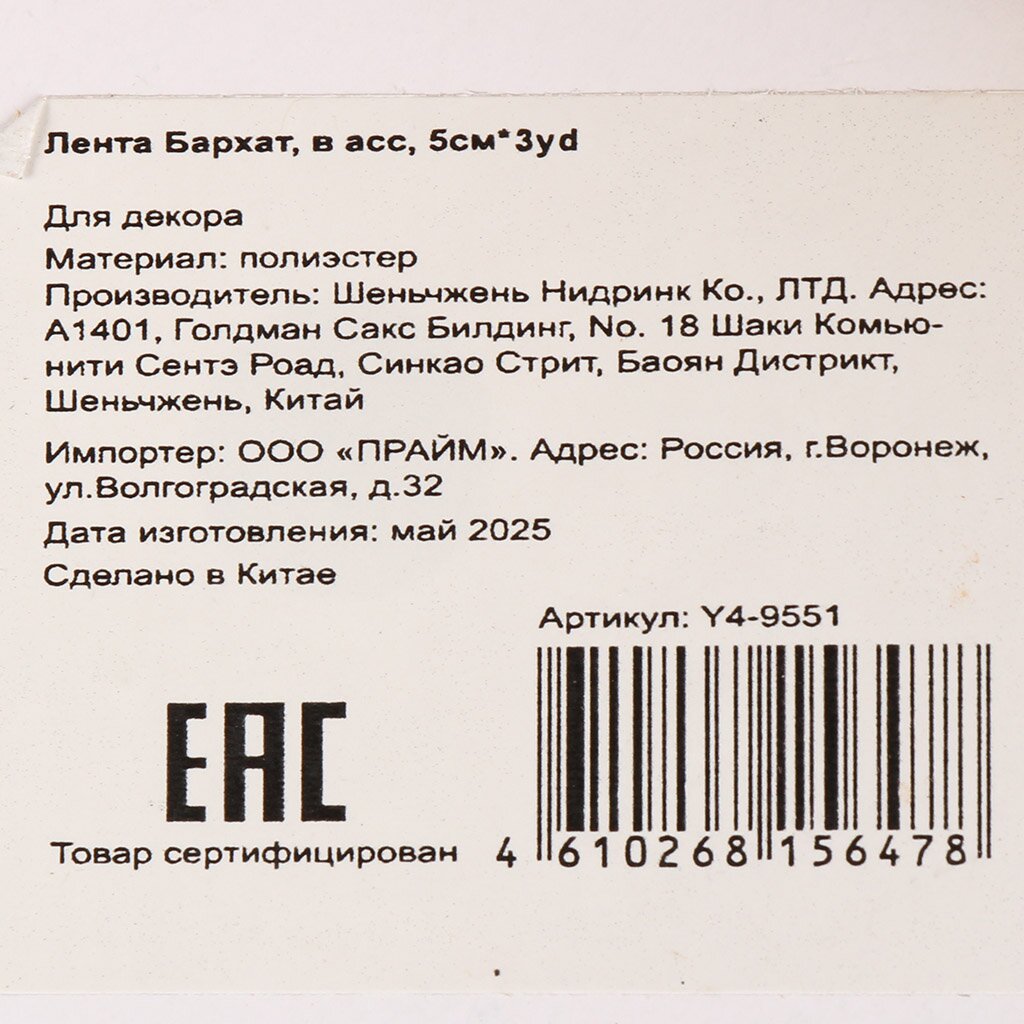 Лента Бархат, в асс, 5см*3yd
Для декора
Материал: полиэстер
Производитель: Шеньчжень Нидринк Ко., ЛТД. Адрес:
А1401, Голдман Сакс Билдинг, No. 18 Шаки Комью-
нити Сентэ Роад, Синкао Стрит, Баоян Дистрикт,
Шеньчжень, Китай
Импортер: ООО «ПРАЙМ». Адрес: Россия, г.Воронеж,
ул.Волгоградская, д.32
Дата изготовления: май 2025
Сделано в Китае
Артикул: Y4-9551
EAC
Товар сертифицирован
4 610268 156478